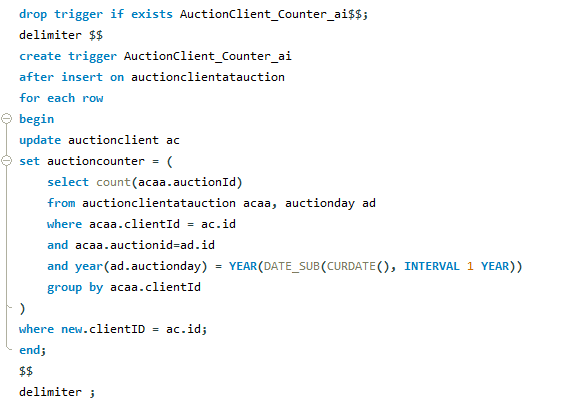 drop trigger if exists AuctionClient_Counter_ai$$;
delimiter $$
create trigger AuctionClient_Counter_ai
after insert on auctionclientatauction
for each row
begin
update auctionclient ac
set auctioncounter = (
    select count(acaa.auctionId)
    from auctionclientatauction acaa, auctionday ad
    where acaa.clientId = ac.id
    and acaa.auctionid=ad.id
    and year(ad.auctionday) = YEAR(DATE_SUB(CURDATE(), INTERVAL 1 YEAR))
    group by acaa.clientId
)
where new.clientID = ac.id;
end;
$$
delimiter ;